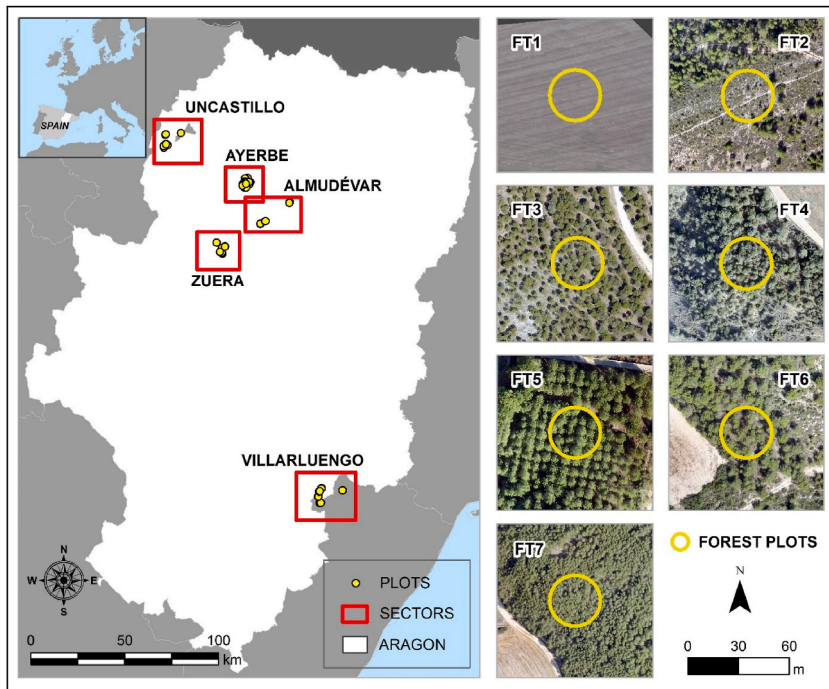 SPAIN
UNCASTILLO
AYERBE
ALMUDÉVAR
ZUERA
VILLARLUENGO
N
W E
S
0 50 100
km
PLOTS
SECTORS
ARAGON
FT1
FT2
FT3
FT4
FT5
FT6
FT7
FOREST PLOTS
N
0 30 60
m